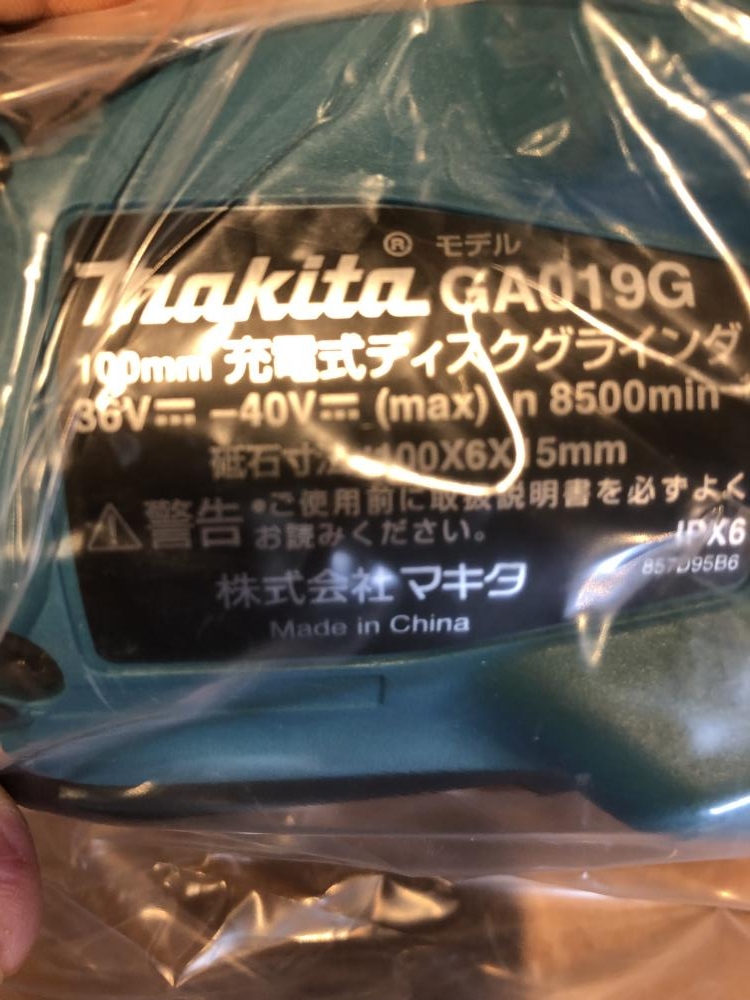 ® モデル
makita GA019G
100mm 充電式ディスクグラインダ
36V⎓ –40V⎓ (max) n 8500min
砥石寸法 100X6X15mm
警告 •ご使用前に取扱説明書を必ずよく
お読みください。
IPX6
857D95B6
株式会社マキタ
Made in China